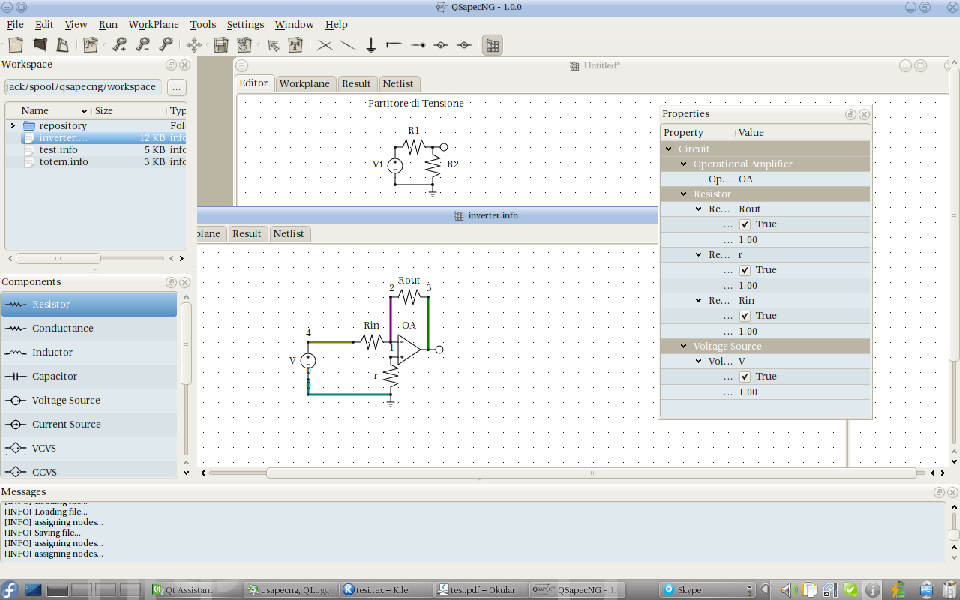 QSapecNG - 1.0.0
File Edit View Run WorkPlane Tools Settings Window Help
Workspace
jack/spool/qsapecng/workspace ...
Name Size Typ
repository Fol
inverter.... 12 KB info
test.info 5 KB info
totem.info 3 KB info
Components
Resistor
Conductance
Inductor
Capacitor
Voltage Source
Current Source
VCVS
CCVS
Untitled*
Editor Workplane Result Netlist
Partitore di Tensione
R1
V1
R2
inverter.info
plane Result Netlist
Rout
2 3
4 Rin OA
1
V
r
Properties
Property Value
Circuit
Operational Amplifier
Op. OA
Resistor
Re... Rout
... True
... 1.00
Re... r
... True
... 1.00
Re... Rin
... True
... 1.00
Voltage Source
Vol... V
... True
... 1.00
Messages
[INFO] Loading file...
[INFO] assigning nodes...
[INFO] Saving file...
[INFO] assigning nodes...
[INFO] assigning nodes...
Qt Assistant
qsapecng, QLu
test.tex - Kile
test.pdf - Okular
QSapecNG - 1.0
Skype